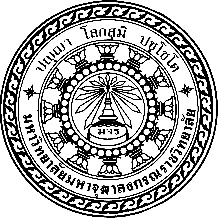 ปญฺญา โลกสฺมิ ปชฺโชโต
มจร
มหาวิทยาลัยมหาจุฬาลงกรณราชวิทยาลัย